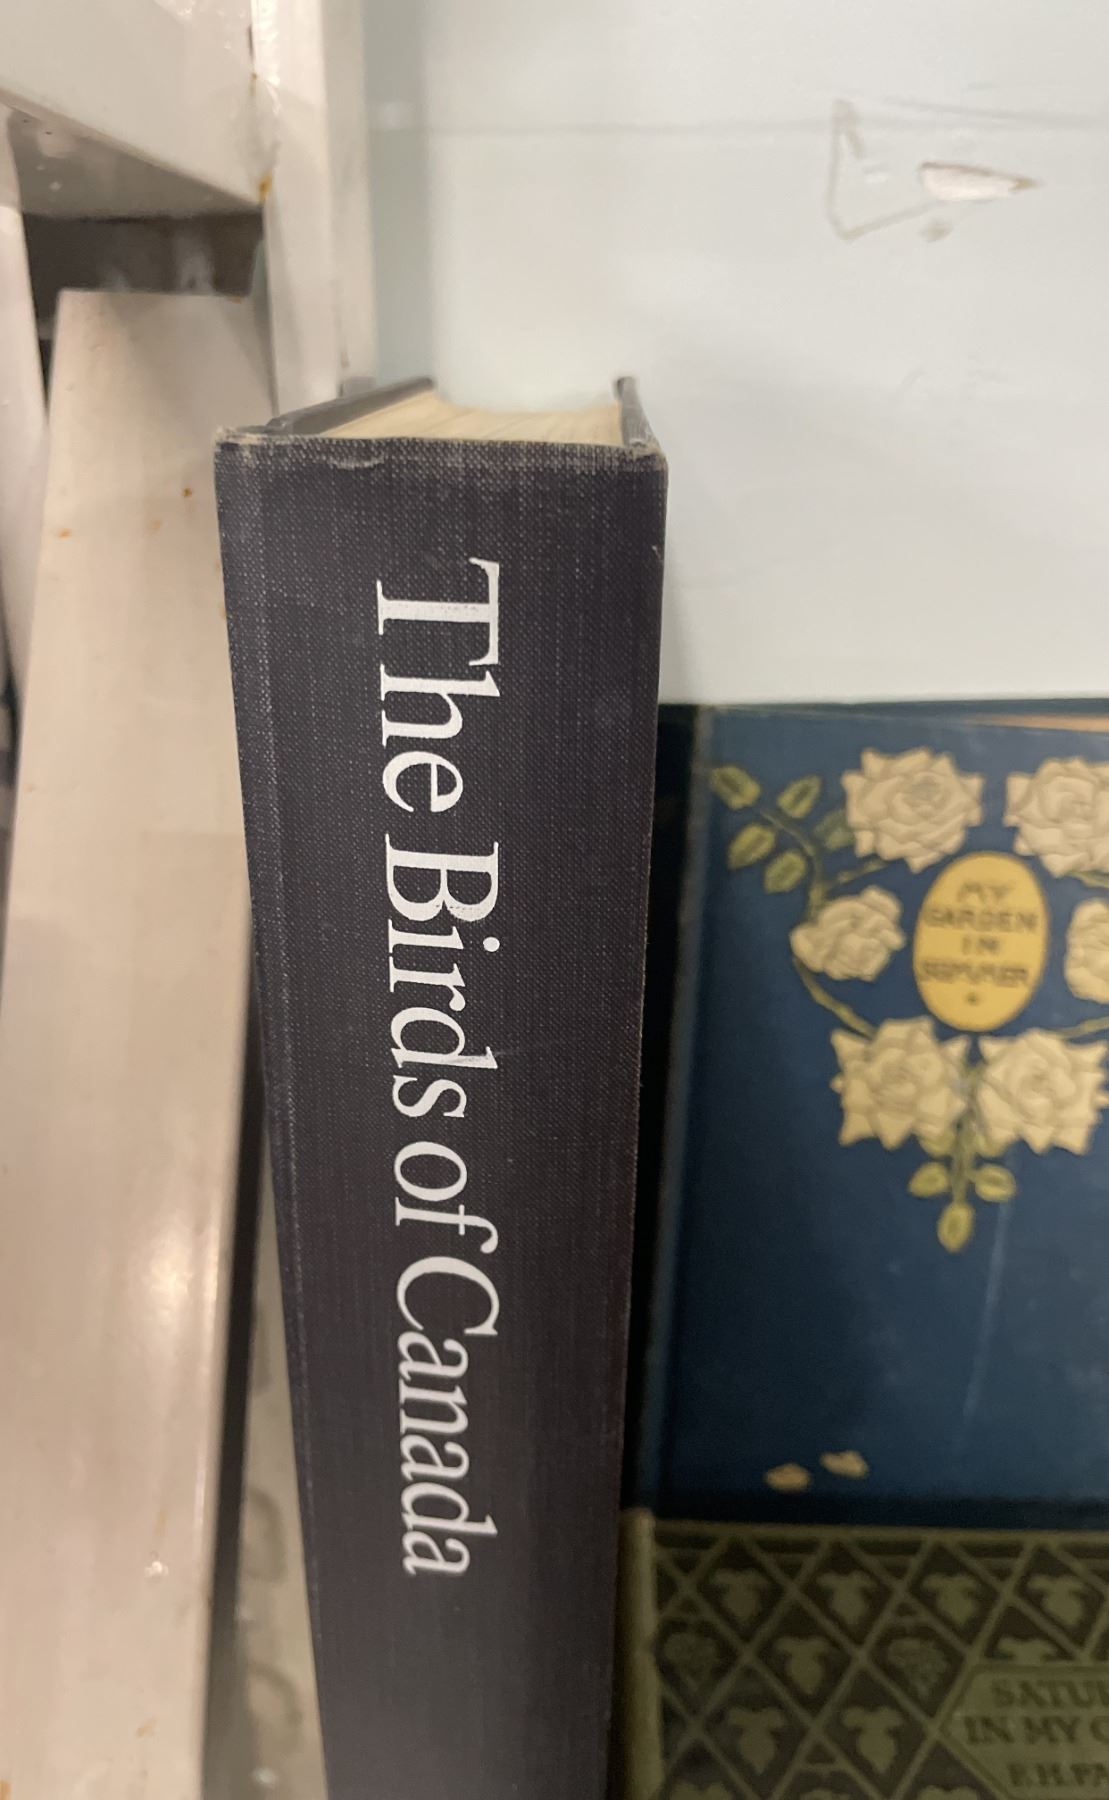 The Birds of Canada
MY
GARDEN
IN
SUMMER
IN MY